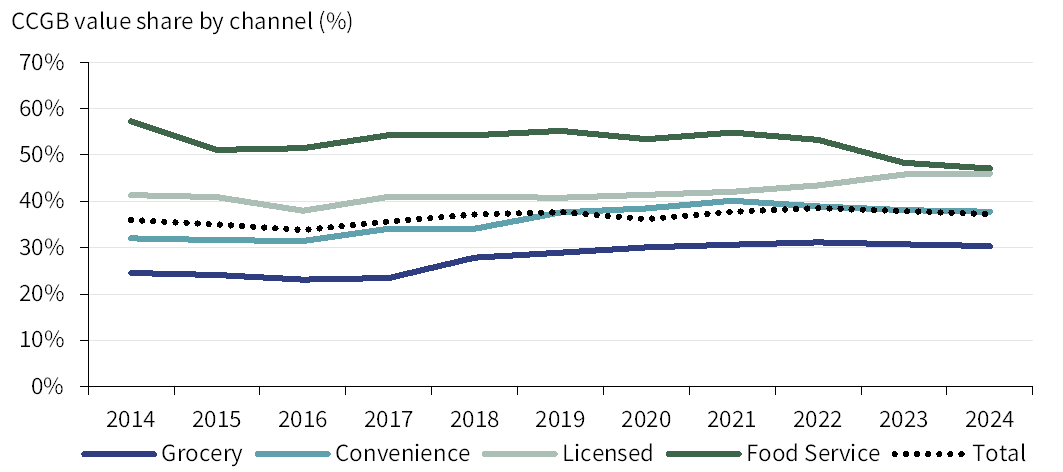 CCGB value share by channel (%)
70%
60%
50%
40%
30%
20%
10%
0%
2014 2015 2016 2017 2018 2019 2020 2021 2022 2023 2024
Grocery Convenience Licensed Food Service Total